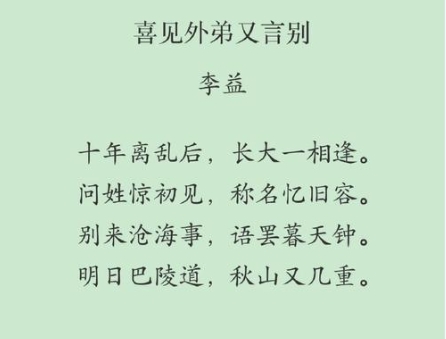 喜见外弟又言别
李益
十年离乱后，长大一相逢。
问姓惊初见，称名忆旧容。
别来沧海事，语罢暮天钟。
明日巴陵道，秋山又几重。